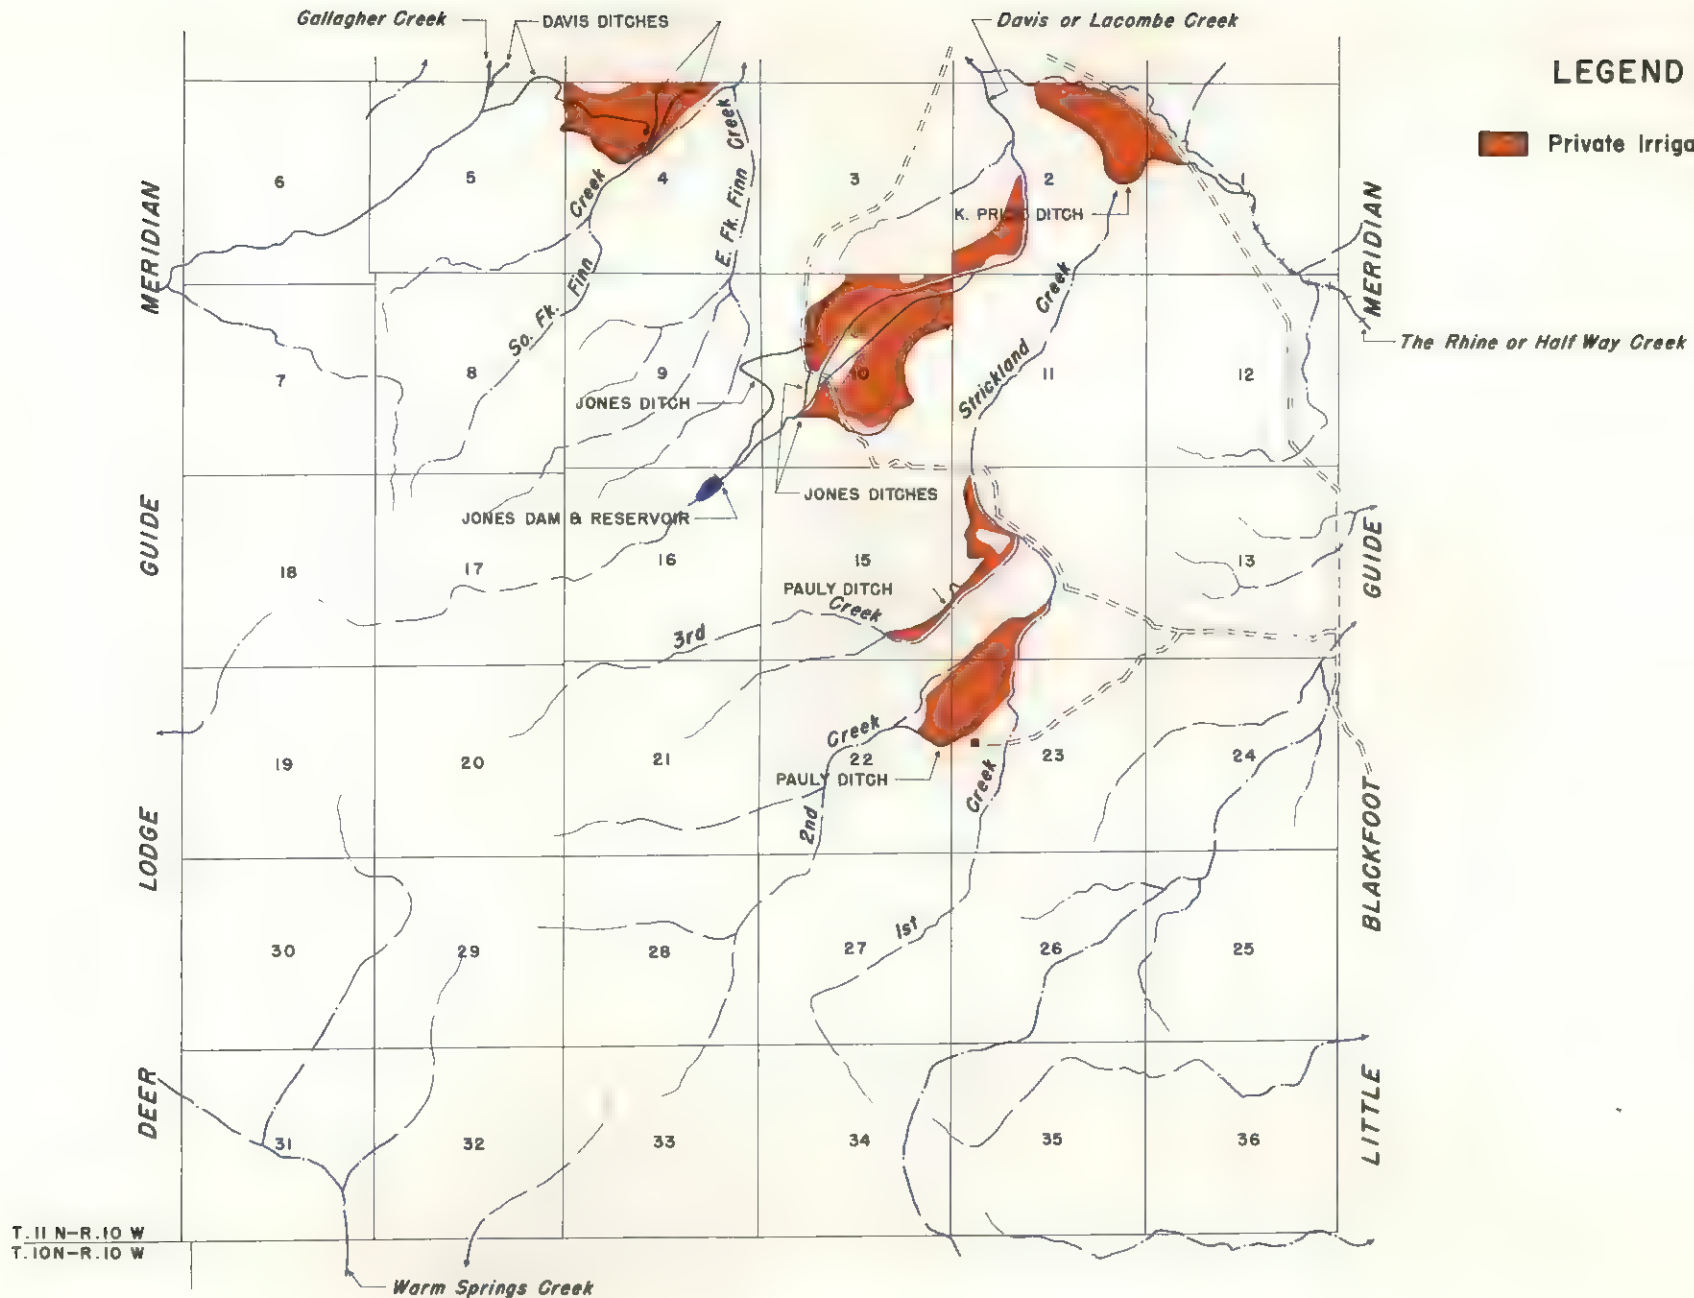 Gallagher Creek
DAVIS DITCHES
Davis or Lacombe Creek
LEGEND
Private Irriga
6
5
4
3
2
1
So. Fk. Finn Creek
E. Fk. Finn Creek
K. PRICE DITCH
MERIDIAN
MERIDIAN
The Rhine or Half Way Creek
7
8
9
10
11
12
Strickland Creek
JONES DITCH
JONES DITCHES
JONES DAM & RESERVOIR
GUIDE
GUIDE
18
17
16
15
13
PAULY DITCH
3rd Creek
19
20
21
22
23
24
2nd Creek
PAULY DITCH
1st Creek
LODGE
BLACKFOOT
30
29
28
27
26
25
DEER
LITTLE
31
32
33
34
35
36
T. 11 N–R. 10 W
T. 10 N–R. 10 W
Warm Springs Creek